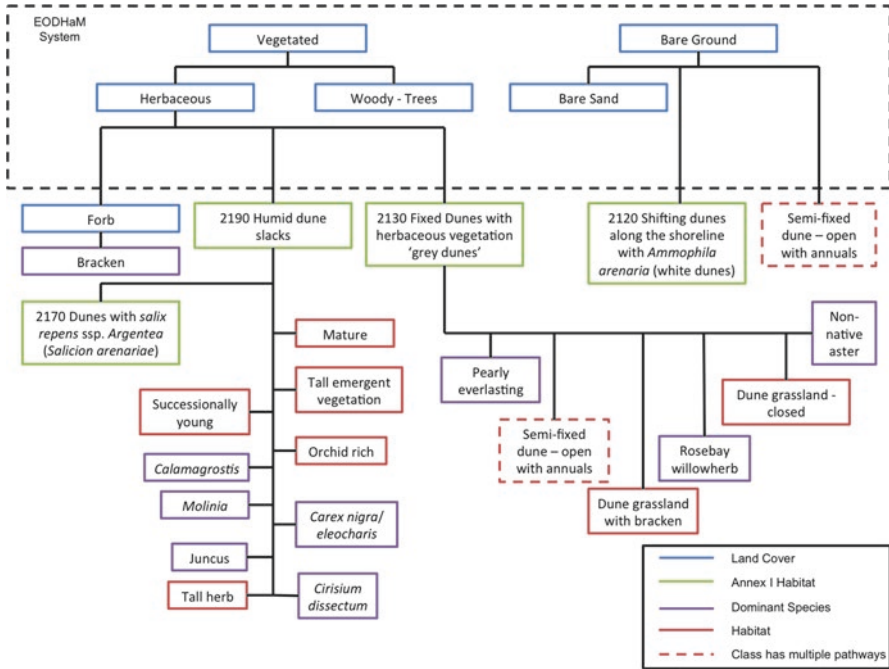 EODHaM
System
Vegetated
Bare Ground
Herbaceous
Woody - Trees
Bare Sand
Forb
Bracken
2190 Humid dune
slacks
2130 Fixed Dunes with
herbaceous vegetation
‘grey dunes’
2120 Shifting dunes
along the shoreline
with Ammophila
arenaria (white dunes)
Semi-fixed
dune – open
with annuals
2170 Dunes with salix
repens ssp. Argentea
(Salicion arenariae)
Mature
Tall emergent
vegetation
Successionally
young
Orchid rich
Calamagrostis
Molinia
Carex nigra/
eleocharis
Juncus
Tall herb
Cirisium
dissectum
Pearly
everlasting
Semi-fixed
dune – open
with annuals
Dune grassland
with bracken
Rosebay
willowherb
Dune grassland -
closed
Non-
native
aster
Land Cover
Annex I Habitat
Dominant Species
Habitat
Class has multiple pathways